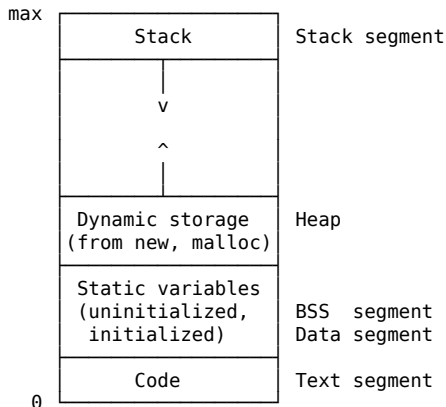 max
Stack Stack segment
v
^
Dynamic storage Heap
(from new, malloc)
Static variables
(uninitialized, BSS segment
initialized) Data segment
Code Text segment
0